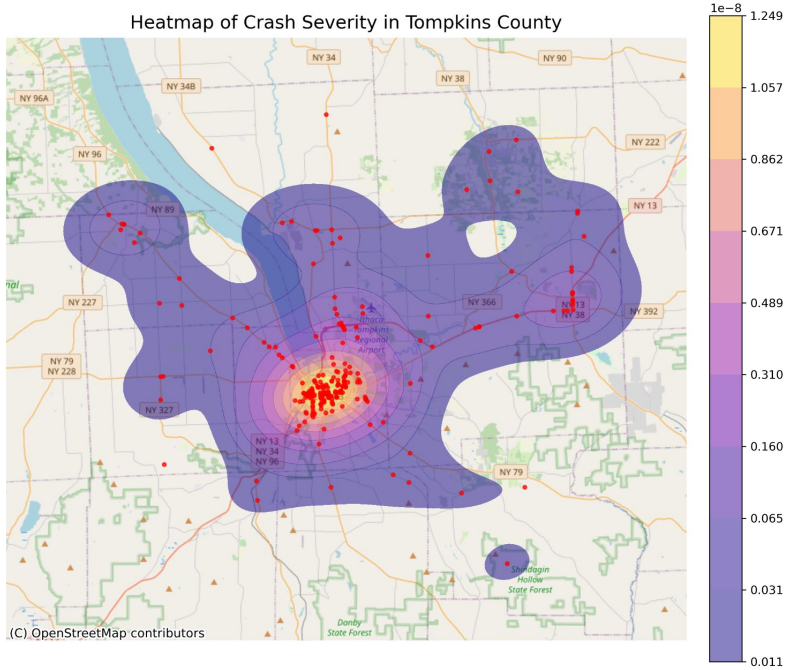 Heatmap of Crash Severity in Tompkins County
1e−8
NY 34
NY 90
NY 38
NY 34B
NY 96A
NY 222
NY 96
NY 89
NY 13
NY 227
NY 366
NY 13
NY 38
NY 392
Ithaca
Tompkins
Regional
Airport
NY 79
NY 228
NY 327
NY 13
NY 34
NY 96
NY 79
Shindagin
Hollow
State Forest
Danby
State Forest
(C) OpenStreetMap contributors
1.249
1.057
0.862
0.671
0.489
0.310
0.160
0.065
0.031
0.011